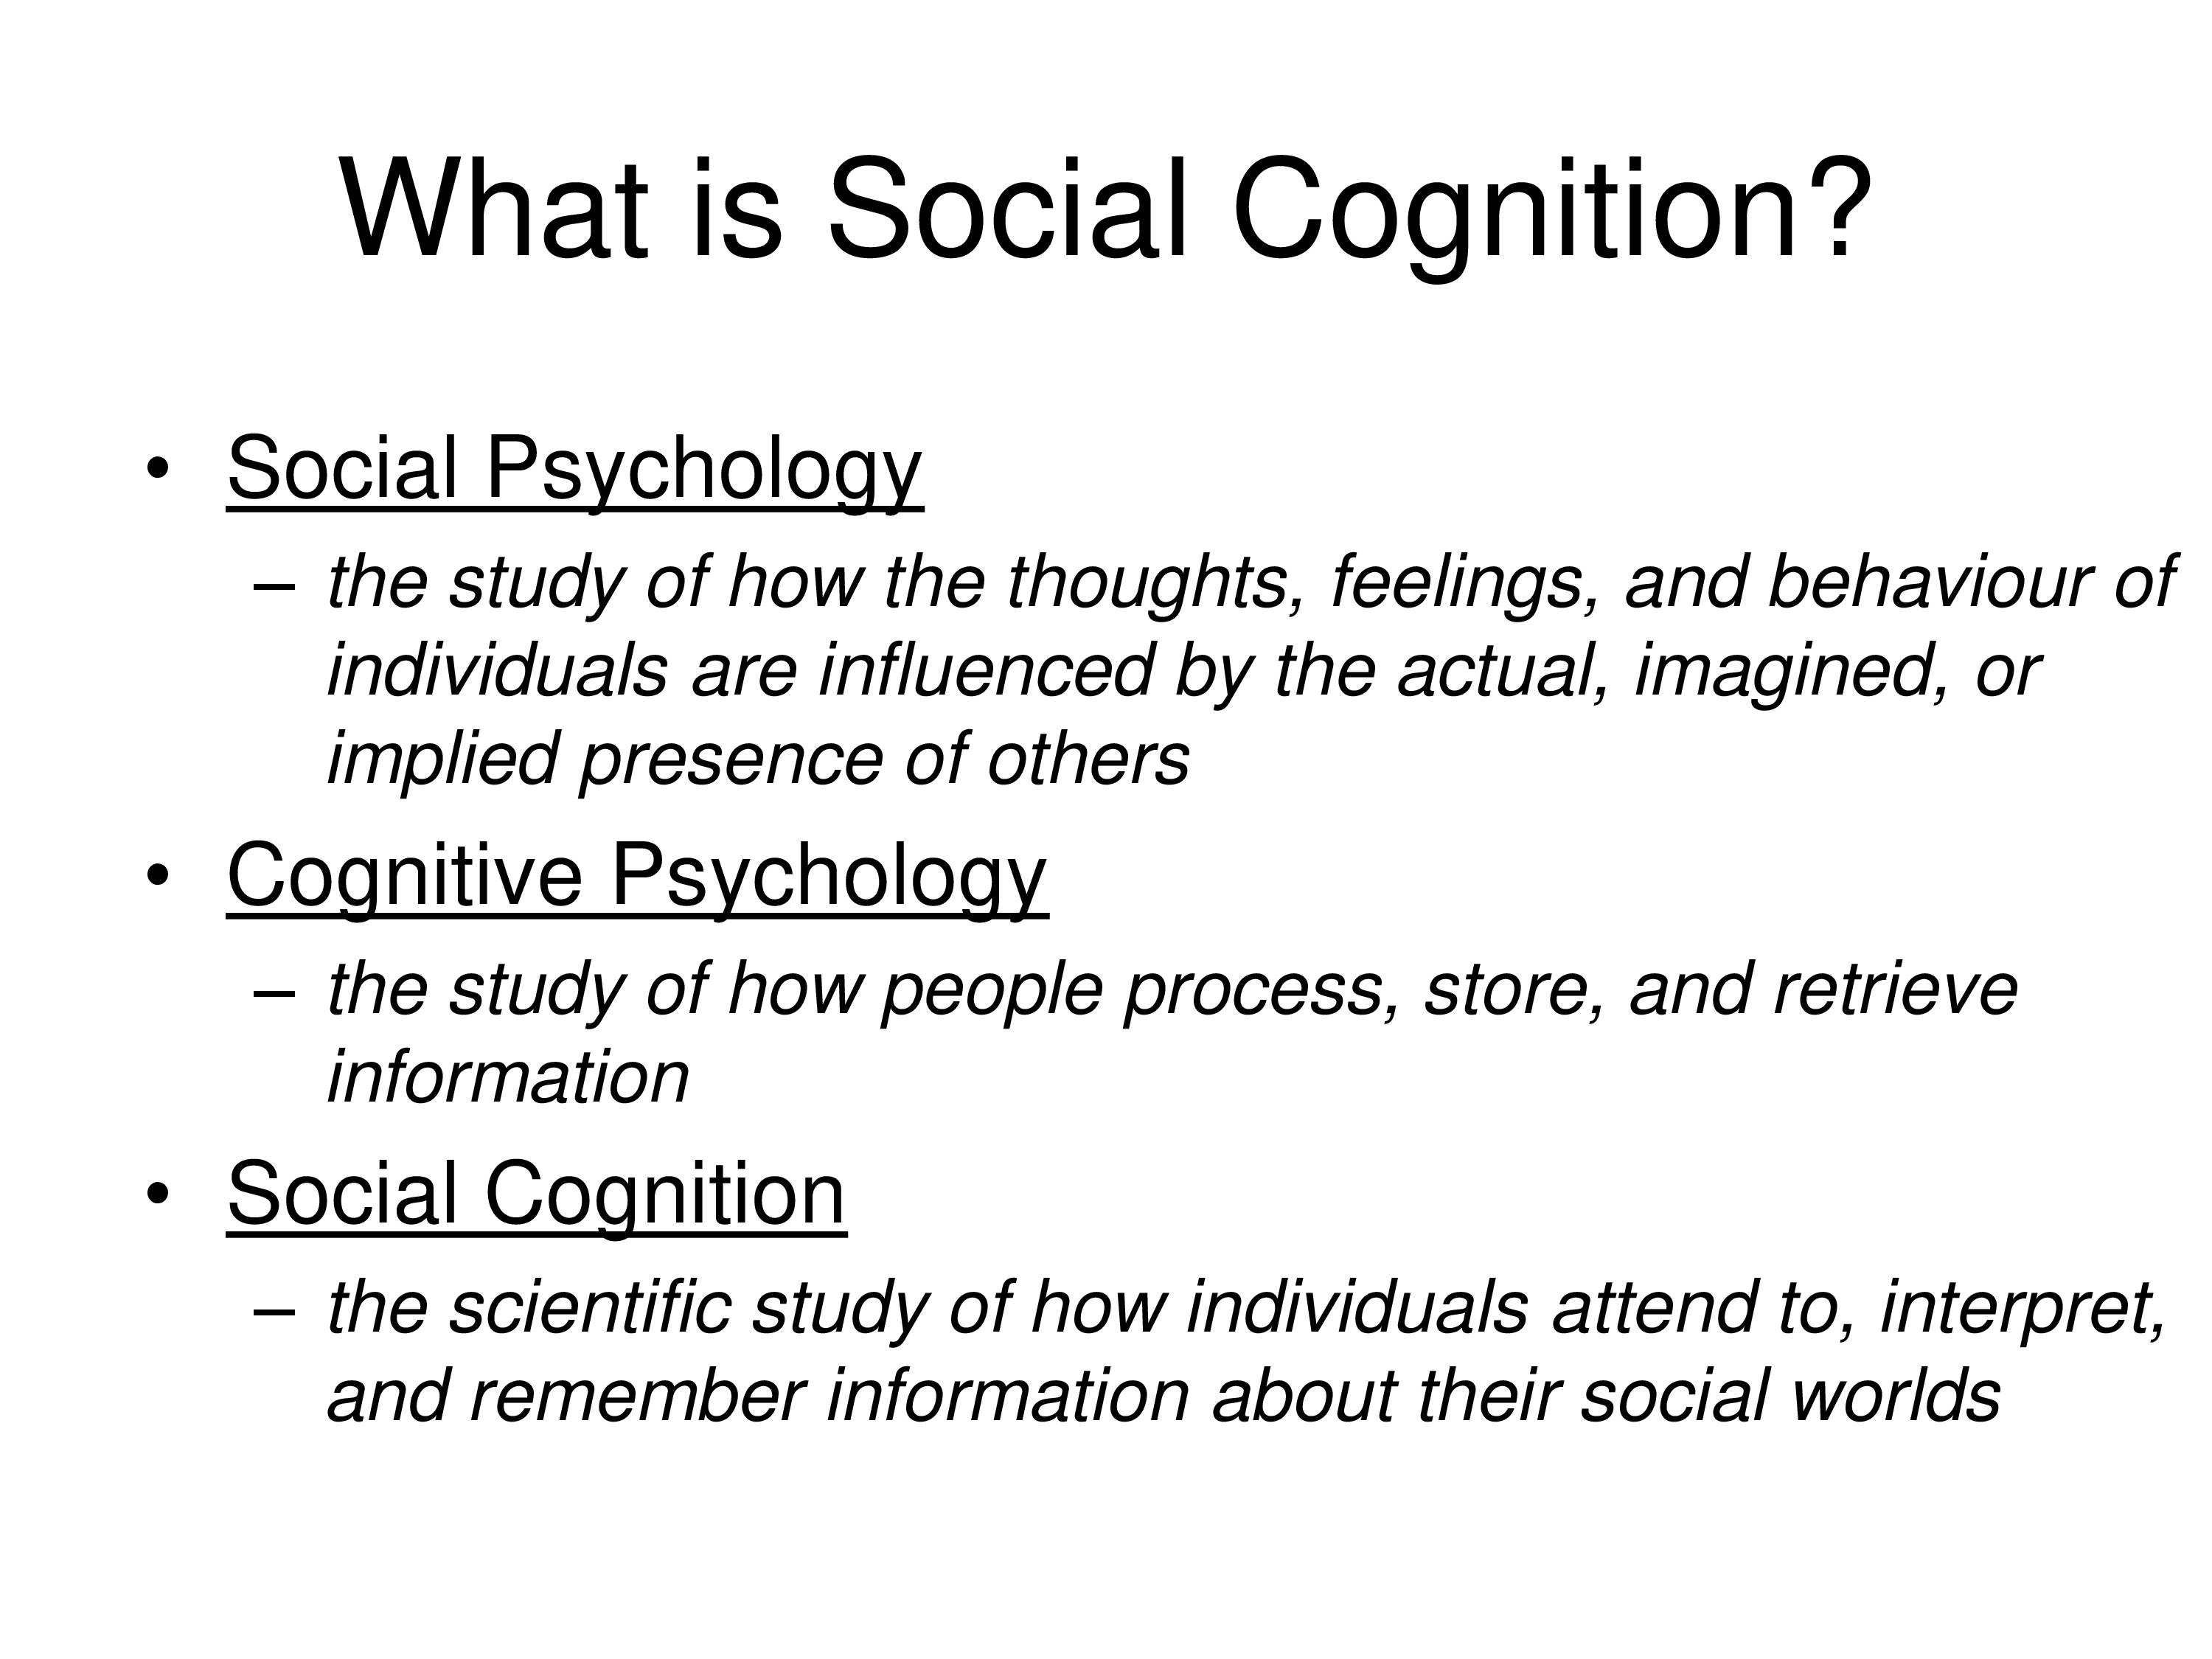 What is Social Cognition?
• Social Psychology
– the study of how the thoughts, feelings, and behaviour of
individuals are influenced by the actual, imagined, or
implied presence of others
• Cognitive Psychology
– the study of how people process, store, and retrieve
information
• Social Cognition
– the scientific study of how individuals attend to, interpret,
and remember information about their social worlds